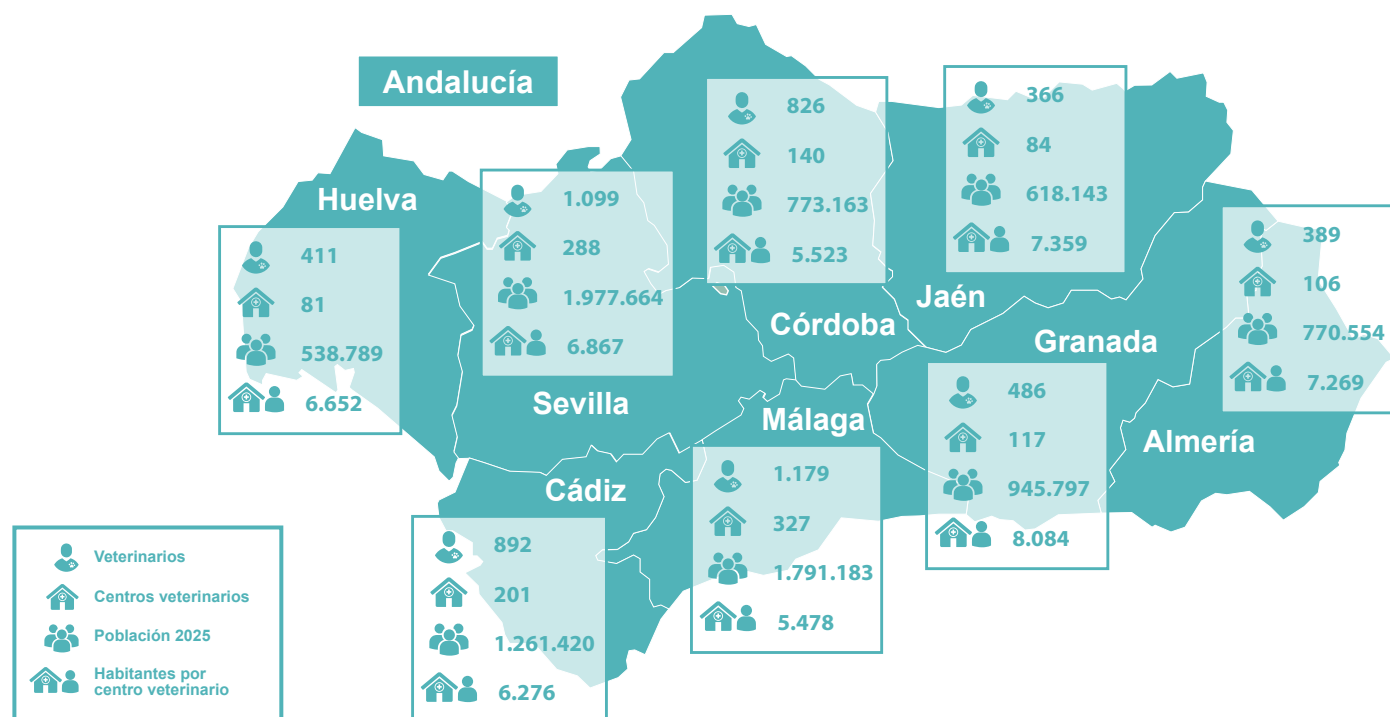 Andalucía
Huelva
411
81
538.789
6.652
1.099
288
1.977.664
6.867
Sevilla
826
140
773.163
5.523
Córdoba
366
84
618.143
7.359
Jaén
Granada
486
117
945.797
8.084
389
106
770.554
7.269
Almería
Málaga
1.179
327
1.791.183
5.478
Cádiz
892
201
1.261.420
6.276
Veterinarios
Centros veterinarios
Población 2025
Habitantes por
centro veterinario